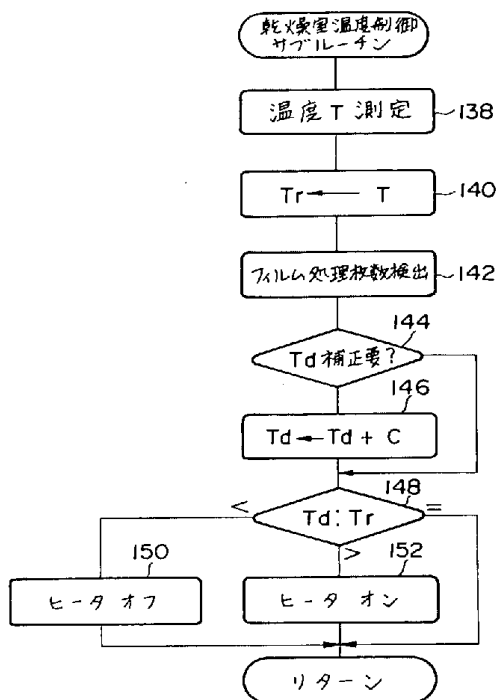 乾燥室温度制御
サブルーチン
温度T測定
138
Tr ← T
140
フィルム処理枚数検出
142
144
Td補正要?
146
Td ← Td + C
148
<
Td:Tr
=
>
150
152
ヒータオフ
ヒータオン
リターン